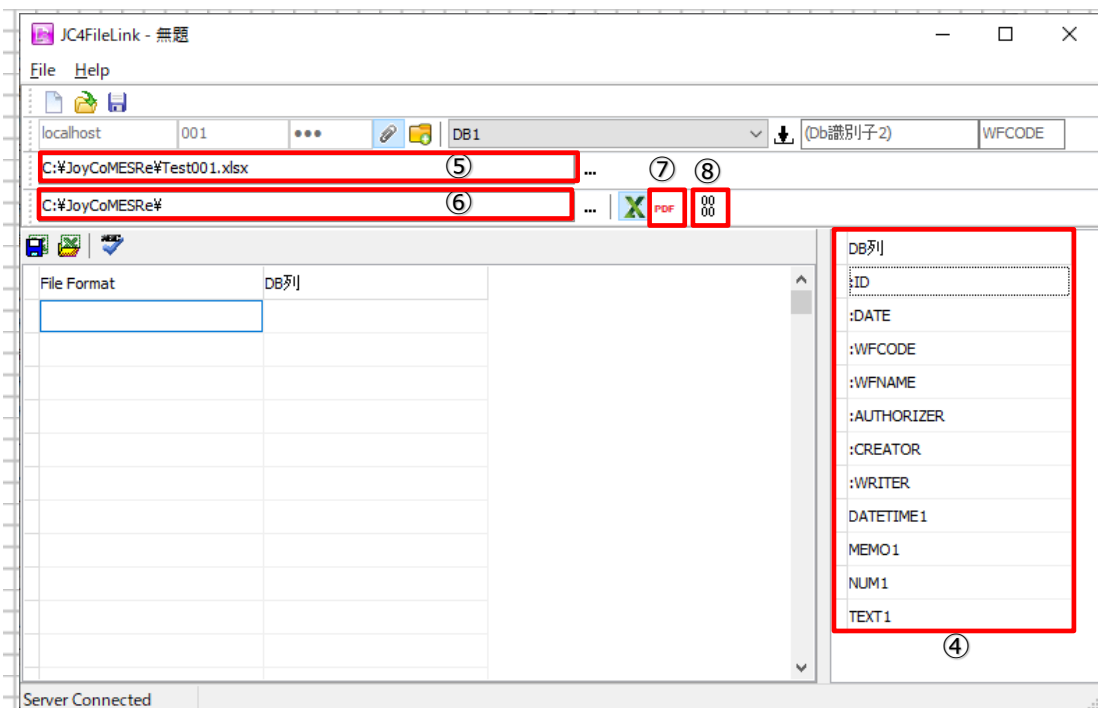 JC4FileLink - 無題
File Help
localhost 001 ●●● DB1 (Db識別子2) WFCODE
C:¥JoyCoMESRe¥Test001.xlsx ⑤ ... ⑦ ⑧
C:¥JoyCoMESRe¥ ⑥ ... PDF 00 00
File Format DB列
DB列
:ID
:DATE
:WFCODE
:WFNAME
:AUTHORIZER
:CREATOR
:WRITER
DATETIME1
MEMO1
NUM1
TEXT1
④
Server Connected